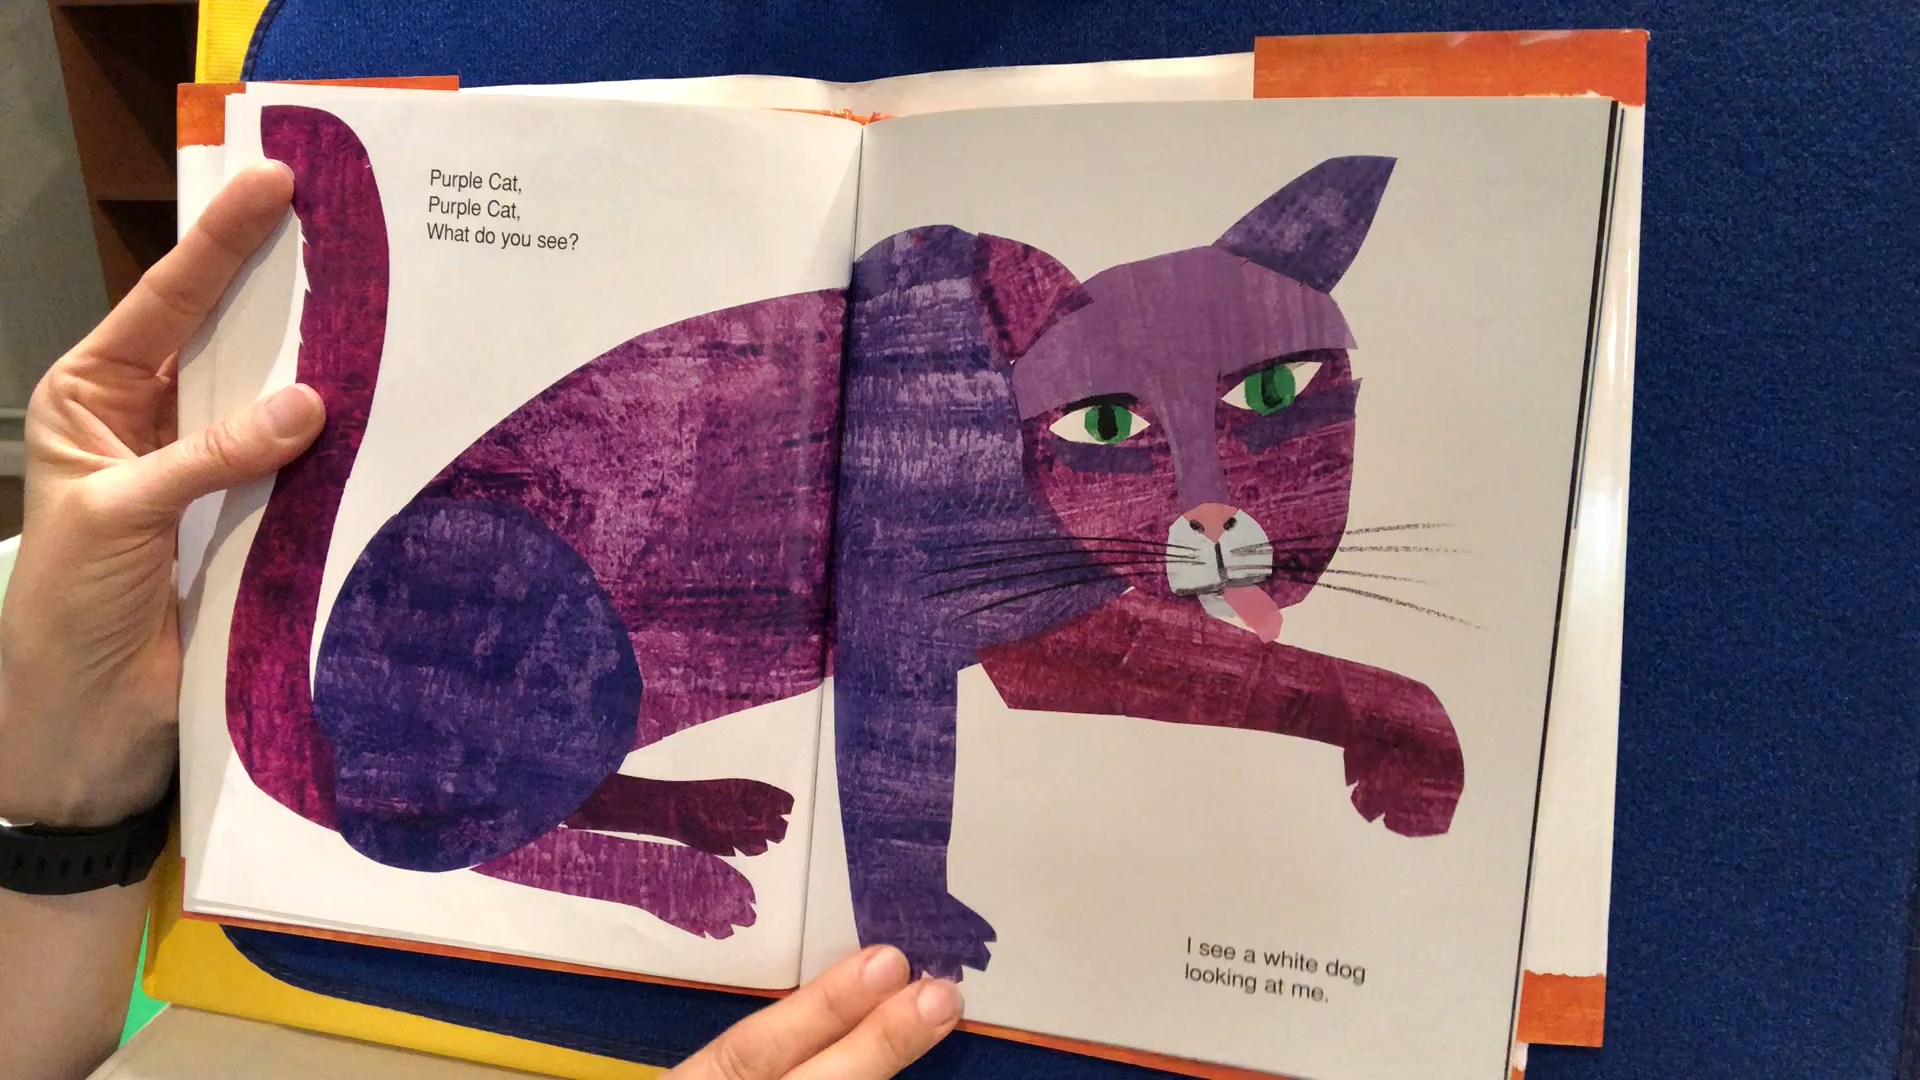 Purple Cat,
Purple Cat,
What do you see?
I see a white dog
looking at me.